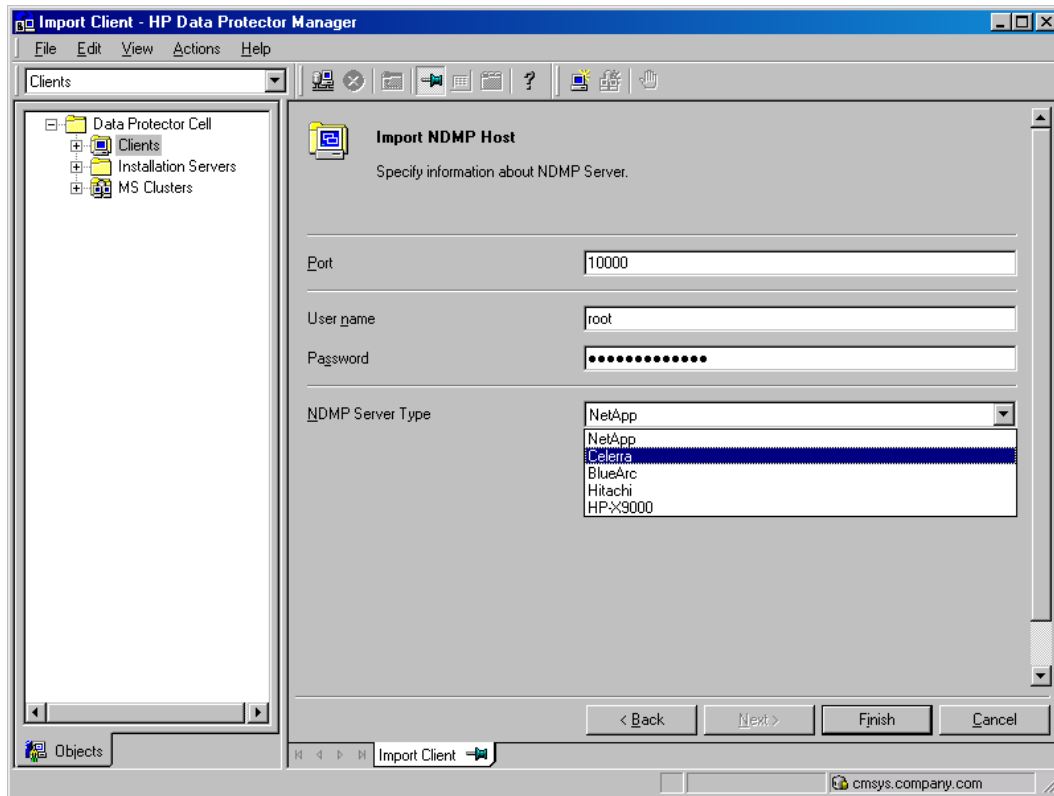 Import Client - HP Data Protector Manager
File Edit View Actions Help
Clients
Data Protector Cell
Clients
Installation Servers
MS Clusters
Import NDMP Host
Specify information about NDMP Server.
Port 10000
User name root
Password •••••••••••••
NDMP Server Type NetApp
NetApp
Celerra
BlueArc
Hitachi
HP-X9000
< Back Next > Finish Cancel
Objects
Import Client
cmsys.company.com